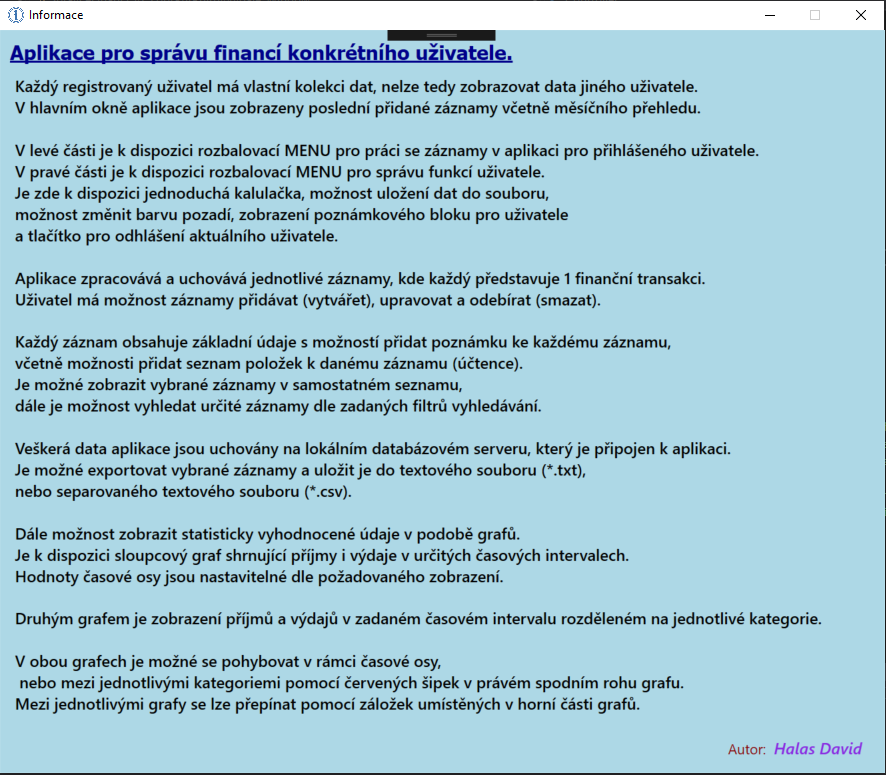 Informace
Aplikace pro správu financí konkrétního uživatele.
Každý registrovaný uživatel má vlastní kolekci dat, nelze tedy zobrazovat data jiného uživatele.
V hlavním okně aplikace jsou zobrazeny poslední přidané záznamy včetně měsíčního přehledu.
V levé části je k dispozici rozbalovací MENU pro práci se záznamy v aplikaci pro přihlášeného uživatele.
V pravé části je k dispozici rozbalovací MENU pro správu funkcí uživatele.
Je zde k dispozici jednoduchá kalulačka, možnost uložení dat do souboru,
možnost změnit barvu pozadí, zobrazení poznámkového bloku pro uživatele
a tlačítko pro odhlášení aktuálního uživatele.
Aplikace zpracovává a uchovává jednotlivé záznamy, kde každý představuje 1 finanční transakci.
Uživatel má možnost záznamy přidávat (vytvářet), upravovat a odebírat (smazat).
Každý záznam obsahuje základní údaje s možností přidat poznámku ke každému záznamu,
včetně možnosti přidat seznam položek k danému záznamu (účtence).
Je možné zobrazit vybrané záznamy v samostatném seznamu,
dále je možnost vyhledat určité záznamy dle zadaných filtrů vyhledávání.
Veškerá data aplikace jsou uchovány na lokálním databázovém serveru, který je připojen k aplikaci.
Je možné exportovat vybrané záznamy a uložit je do textového souboru (*.txt),
nebo separovaného textového souboru (*.csv).
Dále možnost zobrazit statisticky vyhodnocené údaje v podobě grafů.
Je k dispozici sloupcový graf shrnující příjmy i výdaje v určitých časových intervalech.
Hodnoty časové osy jsou nastavitelné dle požadovaného zobrazení.
Druhým grafem je zobrazení příjmů a výdajů v zadaném časovém intervalu rozděleném na jednotlivé kategorie.
V obou grafech je možné se pohybovat v rámci časové osy,
nebo mezi jednotlivými kategoriemi pomocí červených šipek v právém spodním rohu grafu.
Mezi jednotlivými grafy se lze přepínat pomocí záložek umístěných v horní části grafů.
Autor: Halas David